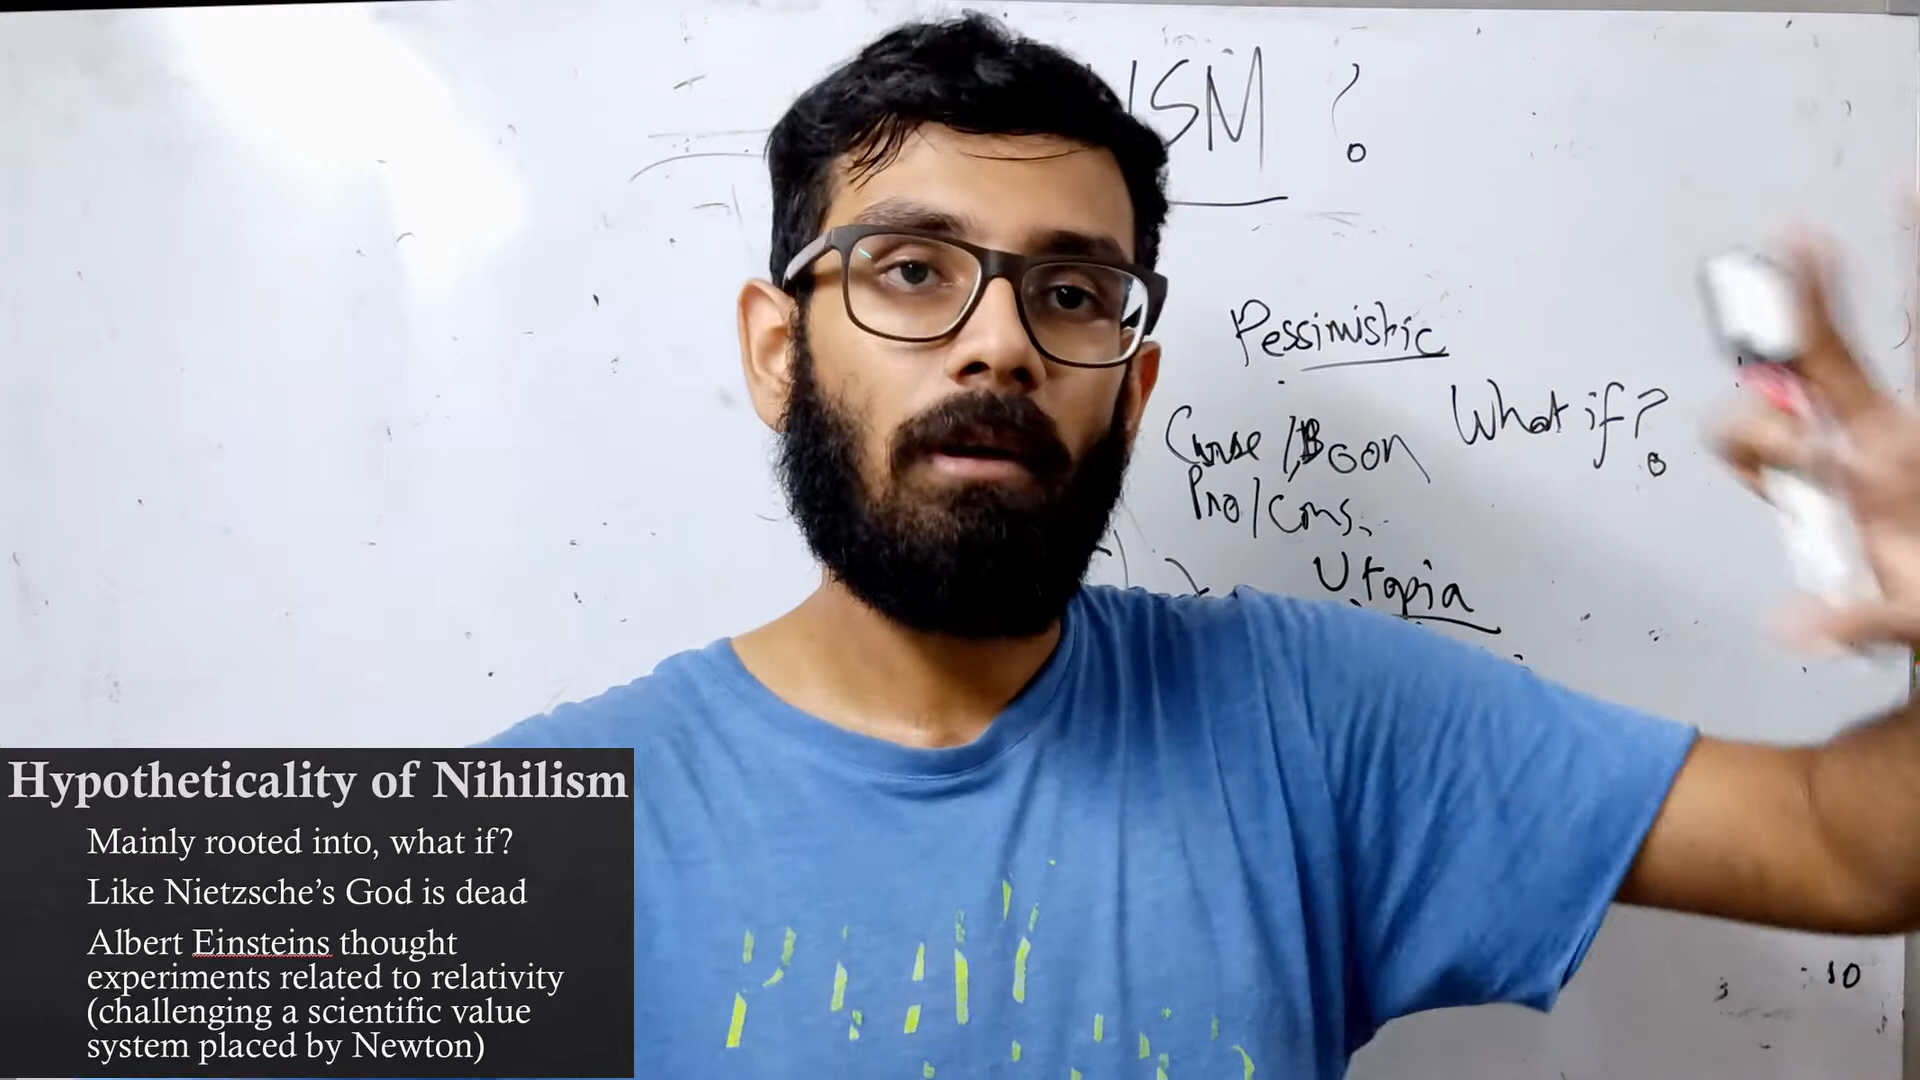 ISM ?
Pessimistic
What if?
Curse / Boon
Pro/Cons.
Utopia
10
Hypotheticality of Nihilism
Mainly rooted into, what if?
Like Nietzsche’s God is dead
Albert Einsteins thought
experiments related to relativity
(challenging a scientific value
system placed by Newton)